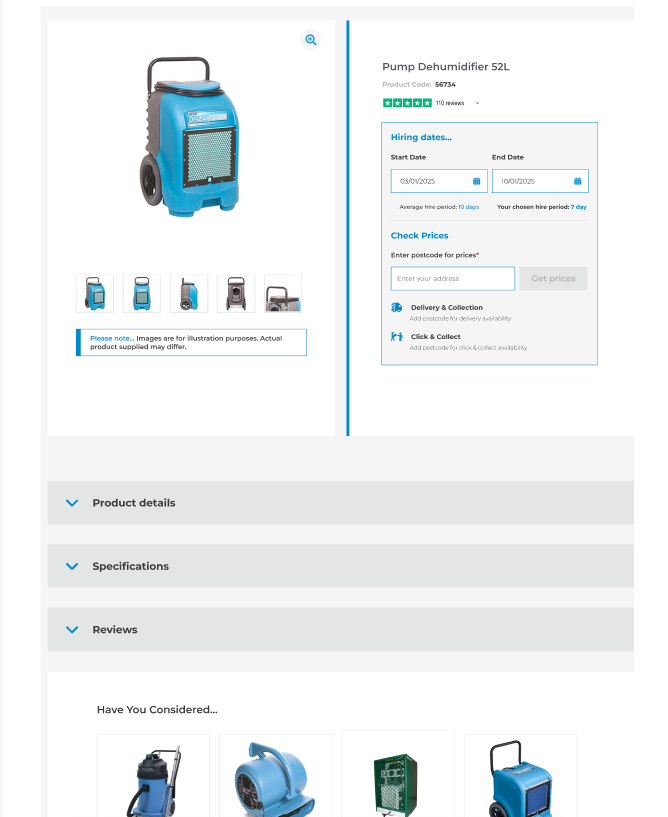 Pump Dehumidifier 52L
Product Code: 56734
110 reviews
Hiring dates...
Start Date End Date
03/01/2025 10/01/2025
Average hire period: 10 days Your chosen hire period: 7 day
Check Prices
Enter postcode for prices*
Enter your address Get prices
Delivery & Collection
Add postcode for delivery availability
Click & Collect
Add postcode for click & collect availability
Please note... Images are for illustration purposes. Actual
product supplied may differ.
Product details
Specifications
Reviews
Have You Considered...